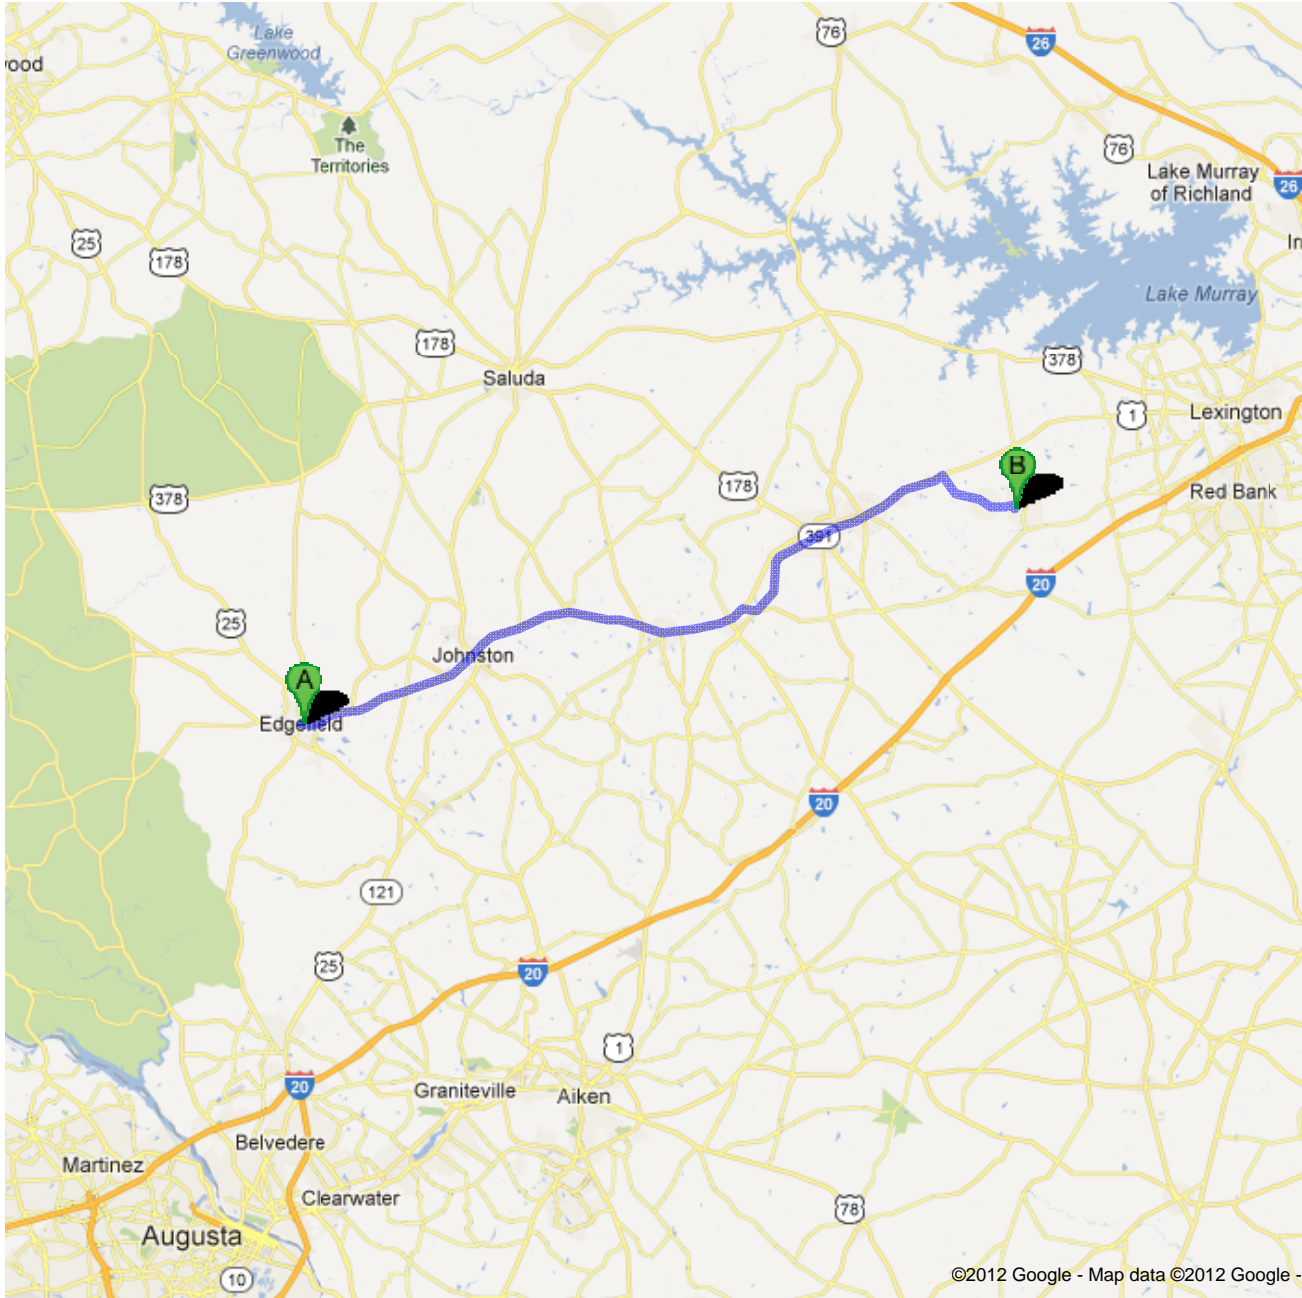 Lake
Greenwood
76
26
ood
The
Territories
76
Lake Murray
of Richland
26
25
178
Lake Murray
178
378
Saluda
1
Lexington
B
178
378
Red Bank
391
20
25
Johnston
A
Edgefield
20
121
25
20
1
20
Graniteville
Aiken
Belvedere
Martinez
Clearwater
78
Augusta
10
©2012 Google - Map data ©2012 Google -